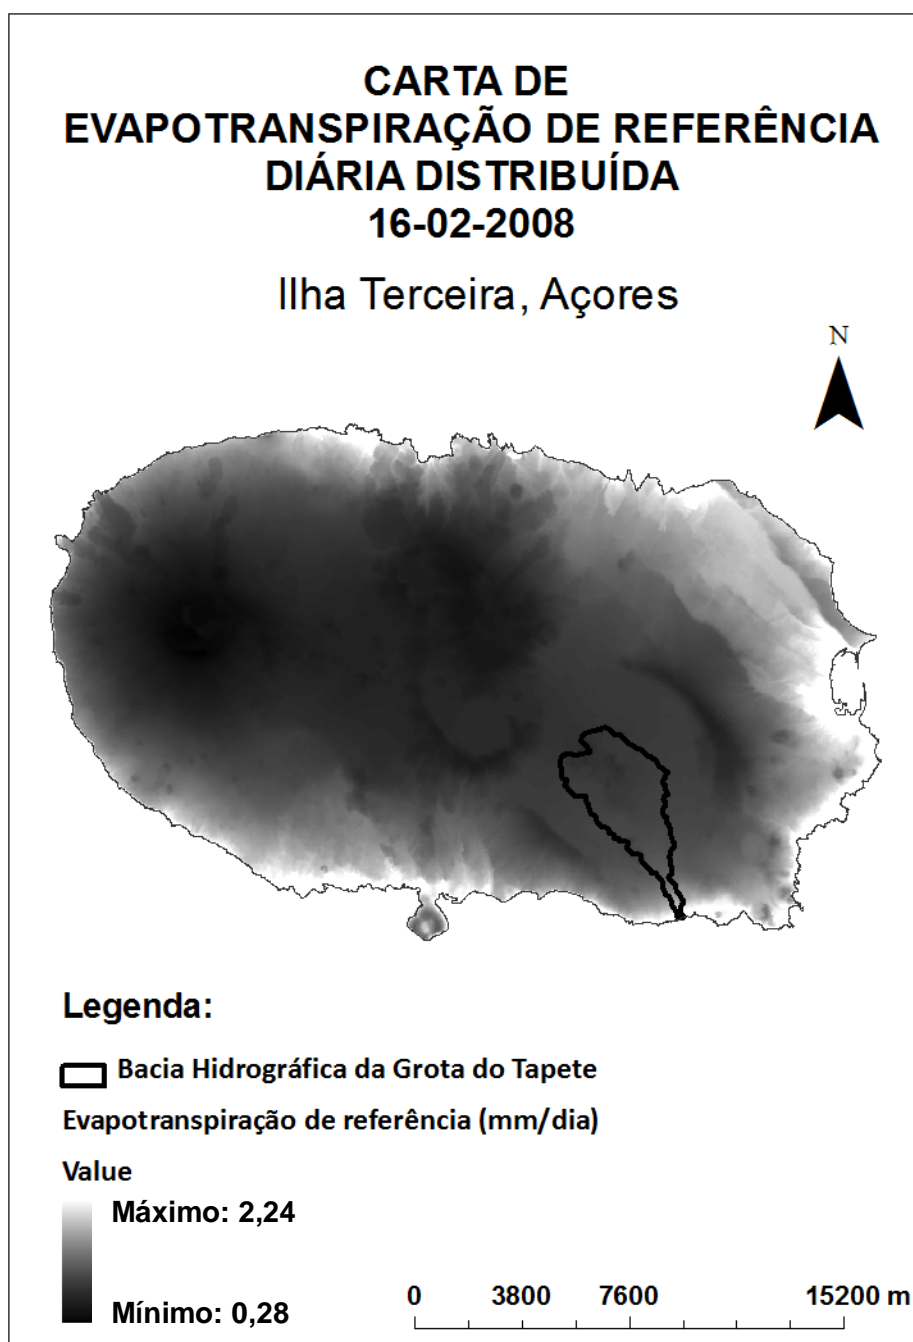 CARTA DE
EVAPOTRANSPIRAÇÃO DE REFERÊNCIA
DIÁRIA DISTRIBUÍDA
16-02-2008
Ilha Terceira, Açores
N
Legenda:
Bacia Hidrográfica da Grota do Tapete
Evapotranspiração de referência (mm/dia)
Value
Máximo: 2,24
Mínimo: 0,28
0 3800 7600 15200 m